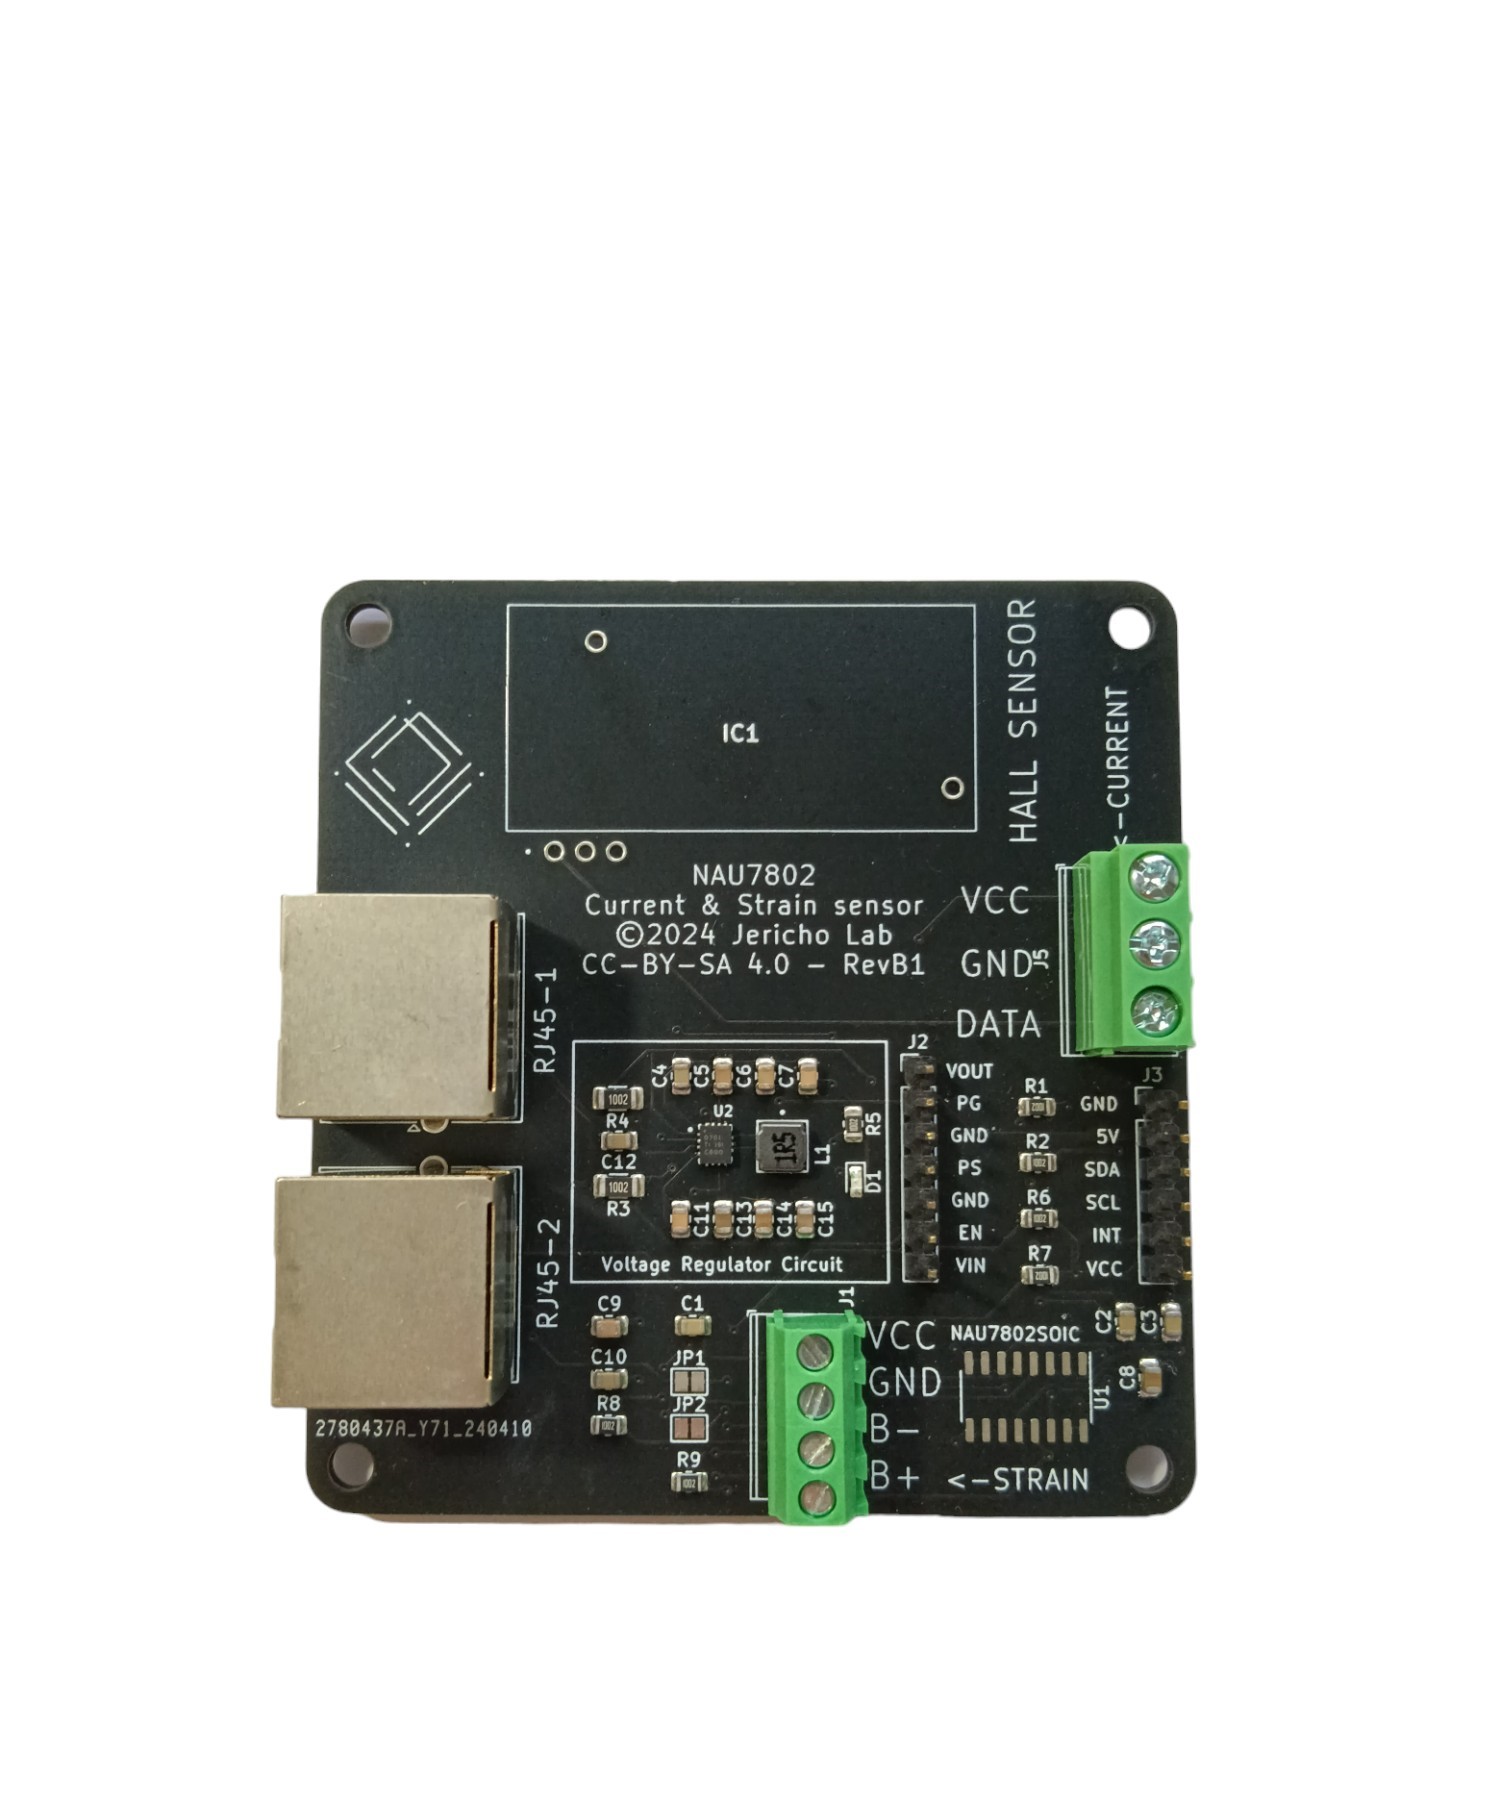 HALL SENSOR
<-CURRENT
IC1
NAU7802
Current & Strain sensor
©2024 Jericho Lab
CC-BY-SA 4.0 - RevB1
VCC
GND
DATA
J5
RJ45-1
RJ45-2
C4
C5
C6
C7
1002
R4
C12
1002
R3
U2
1R5
L1
R5
D1
C11
C13
C14
C15
Voltage Regulator Circuit
J2
VOUT
PG
GND
PS
GND
EN
VIN
R1
R2
R6
R7
J3
GND
5V
SDA
SCL
INT
VCC
C9
C10
R8
C1
JP1
JP2
R9
J1
VCC
GND
B-
B+
NAU7802SOIC
U1
C2
C3
C8
<-STRAIN
2780437A_Y71_240410